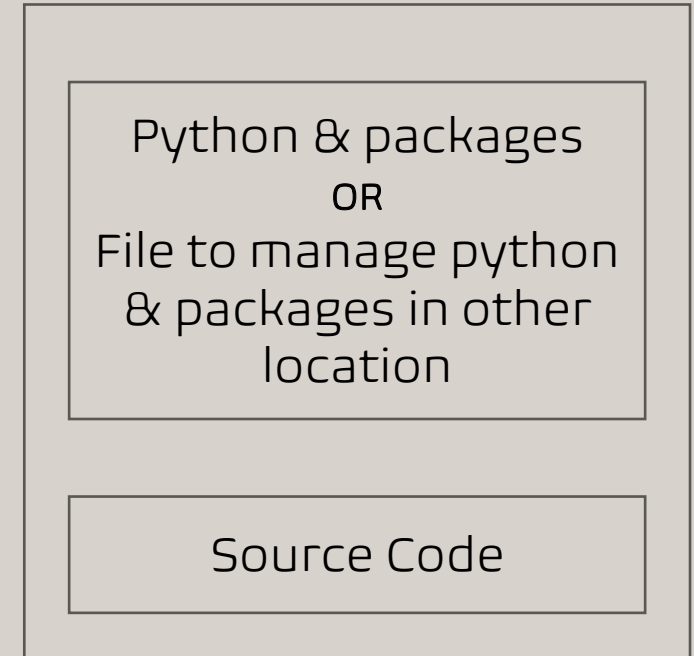 Python & packages
OR
File to manage python
& packages in other
location
Source Code